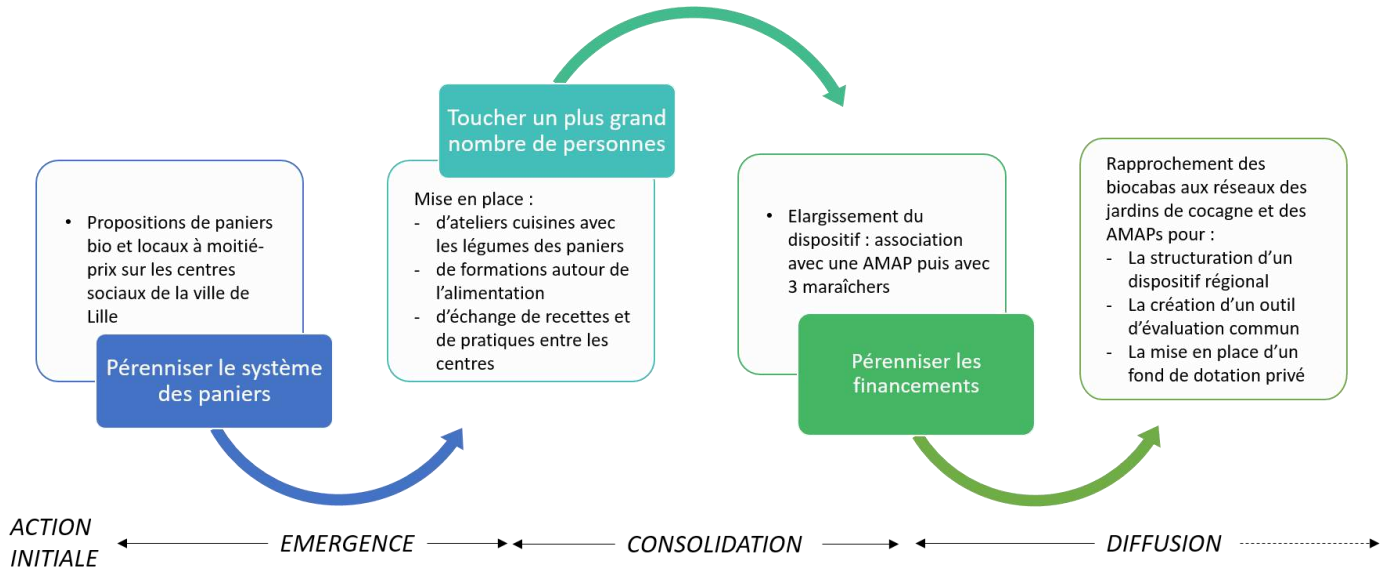 • Propositions de paniers
bio et locaux à moitié-
prix sur les centres
sociaux de la ville de
Lille
Pérenniser le système
des paniers
Toucher un plus grand
nombre de personnes
Mise en place :
- d’ateliers cuisines avec
les légumes des paniers
- de formations autour de
l’alimentation
- d’échange de recettes et
de pratiques entre les
centres
• Elargissement du
dispositif : association
avec une AMAP puis avec
3 maraîchers
Pérenniser les
financements
Rapprochement des
biocabas aux réseaux des
jardins de cocagne et des
AMAPs pour :
- La structuration d’un
dispositif régional
- La création d’un outil
d’évaluation commun
- La mise en place d’un
fond de dotation privé
ACTION
INITIALE
EMERGENCE
CONSOLIDATION
DIFFUSION